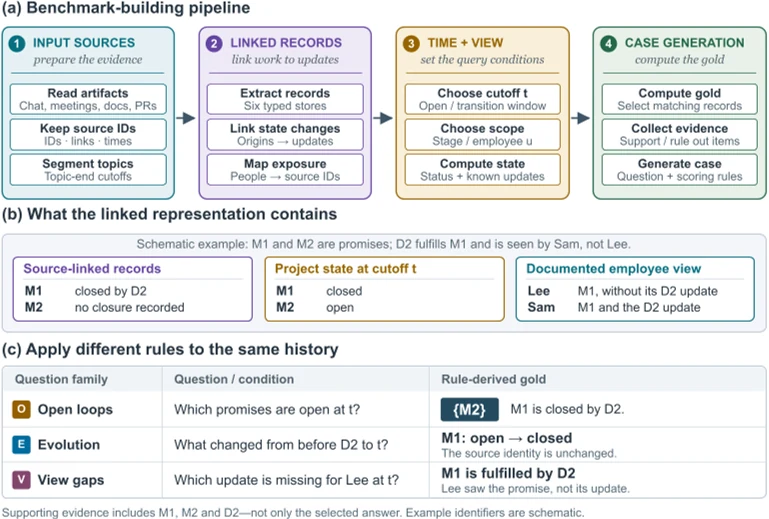 (a) Benchmark-building pipeline
1 INPUT SOURCES
prepare the evidence
Read artifacts
Chat, meetings, docs, PRs
Keep source IDs
IDs · links · times
Segment topics
Topic-end cutoffs
2 LINKED RECORDS
link work to updates
Extract records
Six typed stores
Link state changes
Origins → updates
Map exposure
People → source IDs
3 TIME + VIEW
set the query conditions
Choose cutoff t
Open / transition window
Choose scope
Stage / employee u
Compute state
Status + known updates
4 CASE GENERATION
compute the gold
Compute gold
Select matching records
Collect evidence
Support / rule out items
Generate case
Question + scoring rules
(b) What the linked representation contains
Schematic example: M1 and M2 are promises; D2 fulfills M1 and is seen by Sam, not Lee.
Source-linked records
M1 closed by D2
M2 no closure recorded
Project state at cutoff t
M1 closed
M2 open
Documented employee view
Lee M1, without its D2 update
Sam M1 and the D2 update
(c) Apply different rules to the same history
Question family Question / condition Rule-derived gold
O Open loops Which promises are open at t? {M2} M1 is closed by D2.
E Evolution What changed from before D2 to t? M1: open → closed
The source identity is unchanged.
V View gaps Which update is missing for Lee at t? M1 is fulfilled by D2
Lee saw the promise, not its update.
Supporting evidence includes M1, M2 and D2—not only the selected answer. Example identifiers are schematic.